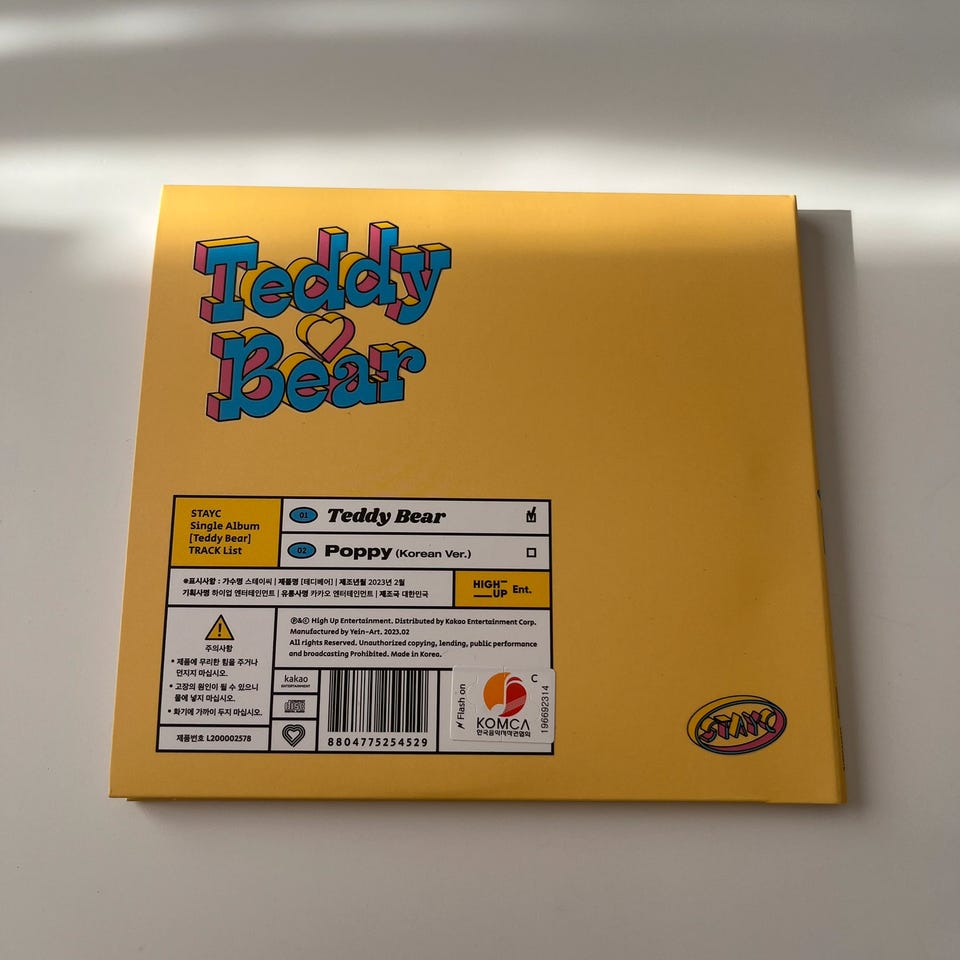 Teddy
Bear
STAYC
Single Album
[Teddy Bear]
TRACK List
01 Teddy Bear
02 Poppy (Korean Ver.)
※표시사항 : 가수명 스테이씨 | 제품명 [테디베어] | 제조년월 2023년 2월
기획사명 하이업 엔터테인먼트 | 유통사명 카카오 엔터테인먼트 | 제조국 대한민국
HIGH
UP Ent.
주의사항
• 제품에 무리한 힘을 주거나
던지지 마십시오.
• 고장의 원인이 될 수 있으니
물에 넣지 마십시오.
• 화기에 가까이 두지 마십시오.
제품번호 L200002578
℗&© High Up Entertainment. Distributed by Kakao Entertainment Corp.
Manufactured by Yein-Art. 2023.02
All rights Reserved. Unauthorized copying, lending, public performance
and broadcasting Prohibited. Made in Korea.
kakao
ENTERTAINMENT
8804775254529
Flash on
KOMCA
한국음악저작권협회
C
196692314
STAYC